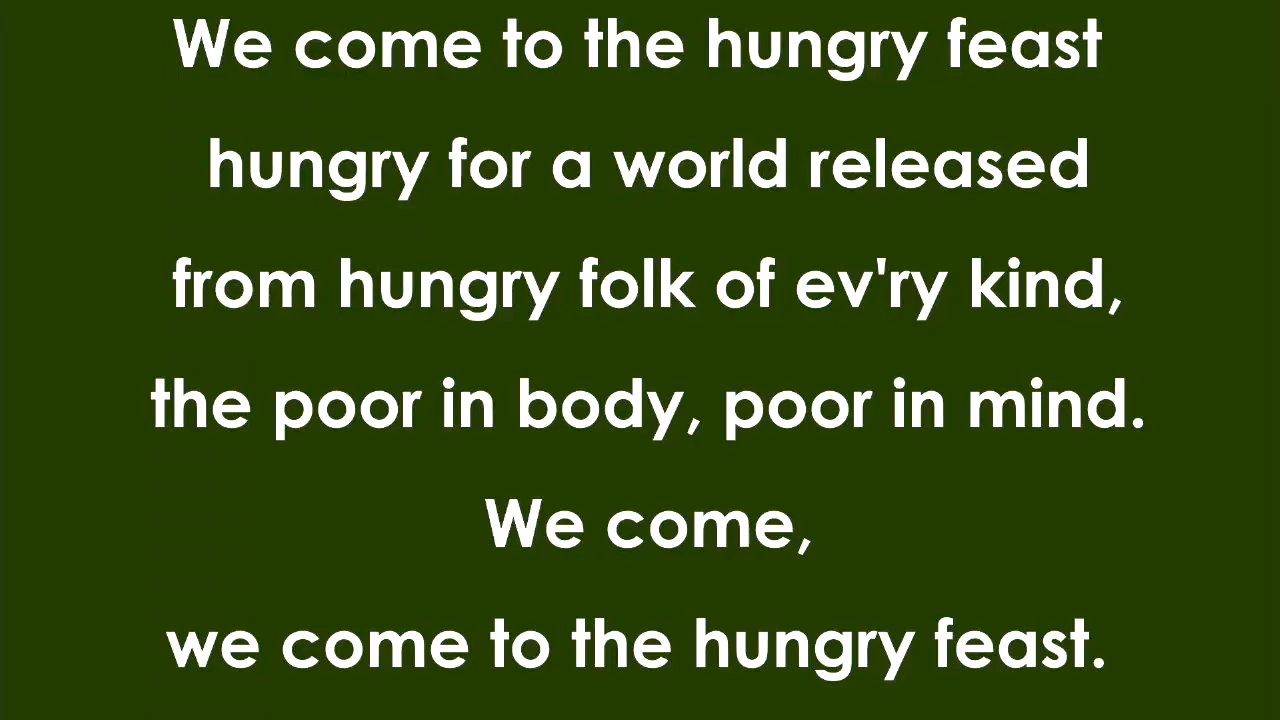 We come to the hungry feast
hungry for a world released
from hungry folk of ev'ry kind,
the poor in body, poor in mind.
We come,
we come to the hungry feast.